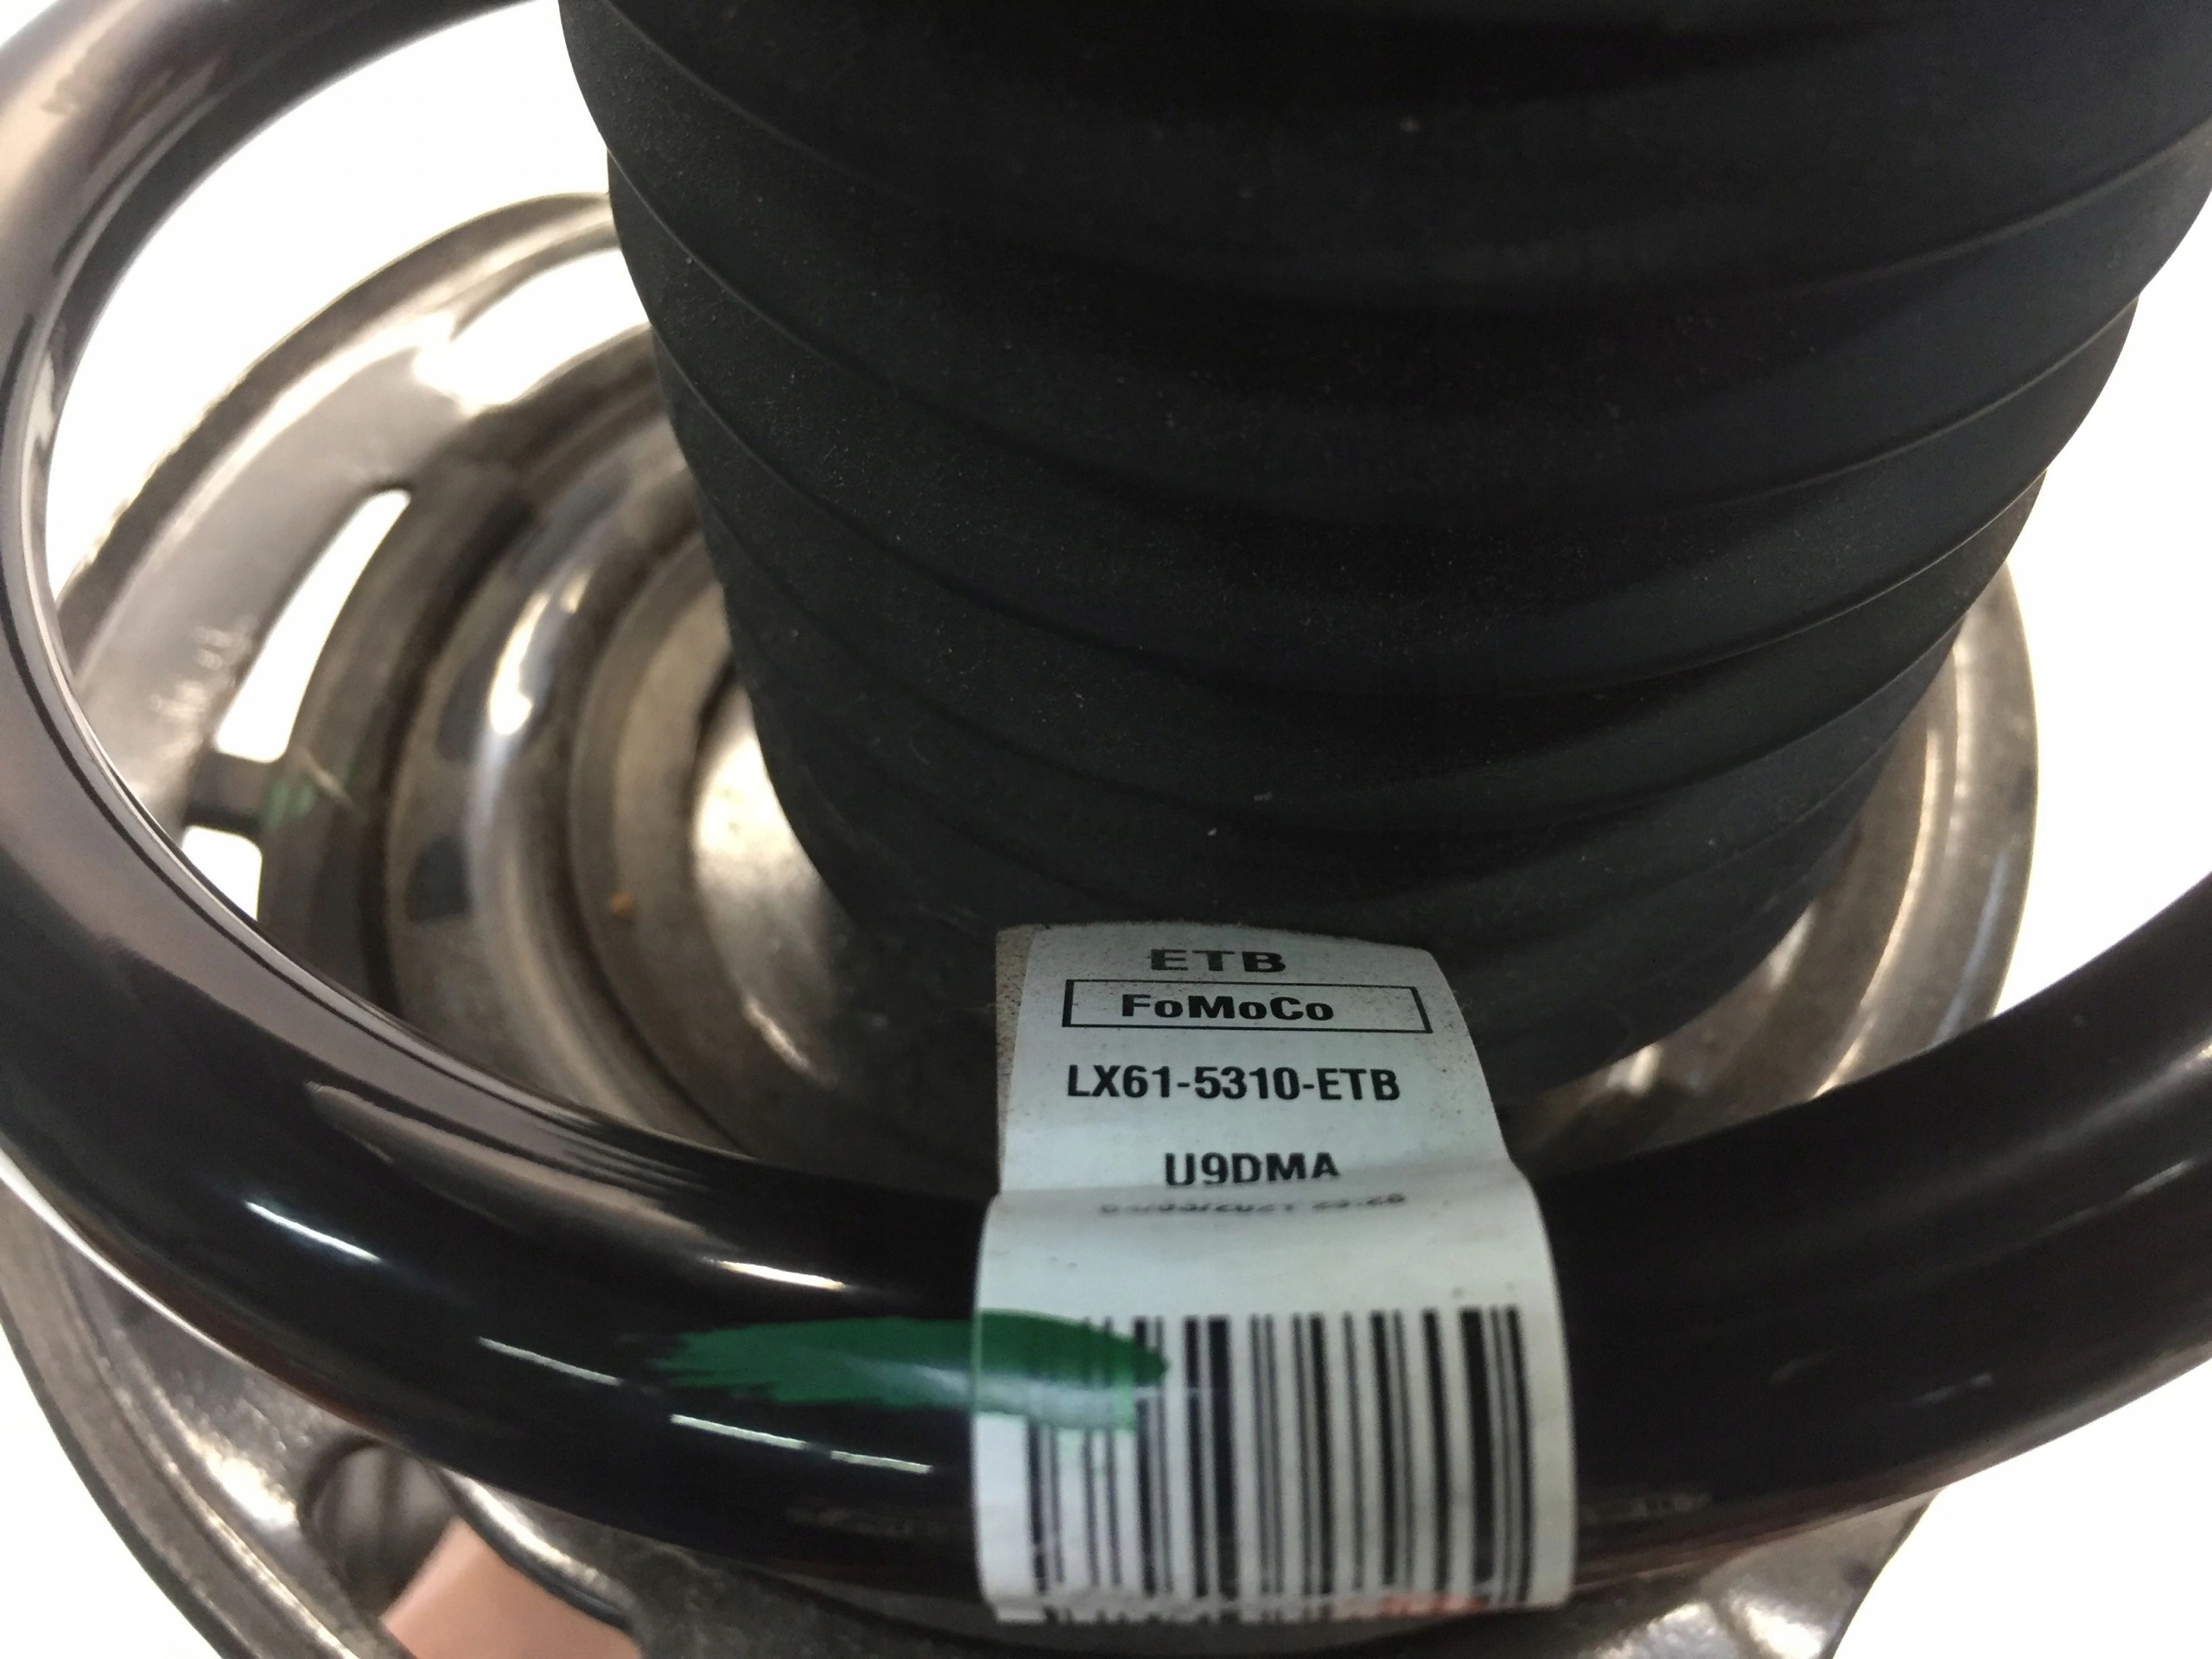 ETB
FoMoCo
LX61-5310-ETB
U9DMA